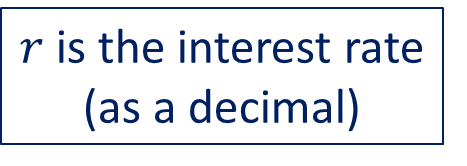 r is the interest rate
(as a decimal)